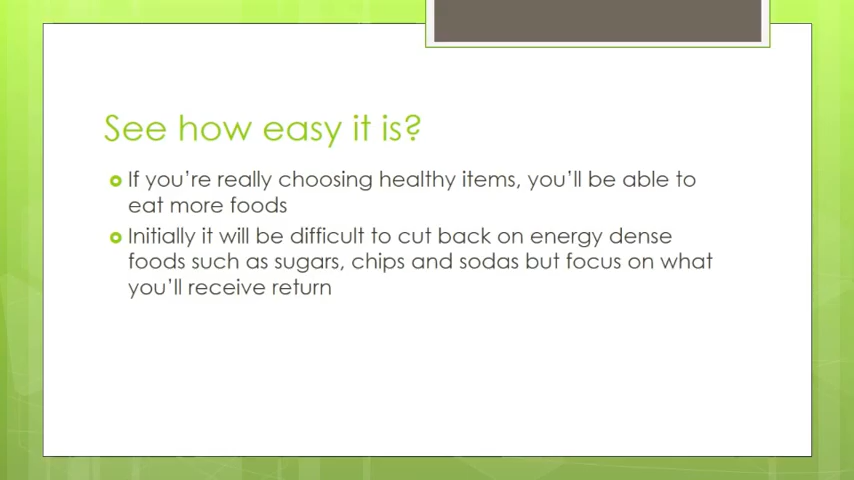 See how easy it is?
If you're really choosing healthy items, you'll be able to
eat more foods
Initially it will be difficult to cut back on energy dense
foods such as sugars, chips and sodas but focus on what
you'll receive return